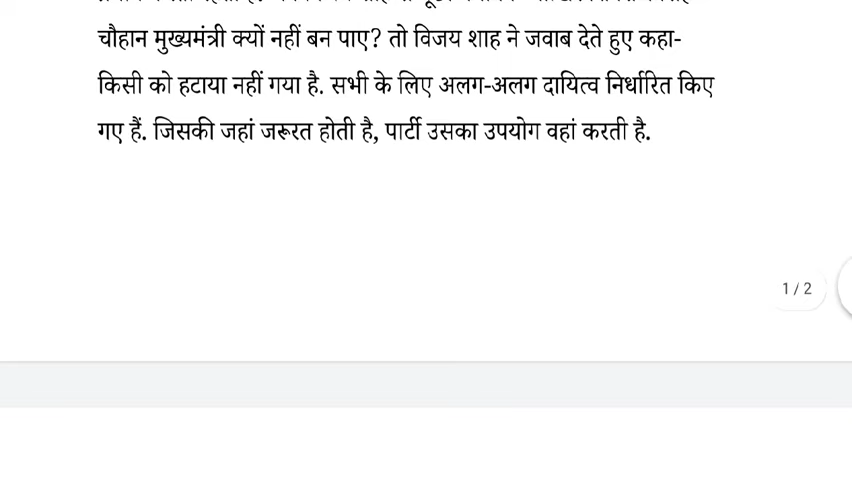 चौहान मुख्यमंत्री क्यों नहीं बन पाए? तो विजय शाह ने जवाब देते हुए कहा-
किसी को हटाया नहीं गया है. सभी के लिए अलग-अलग दायित्व निर्धारित किए
गए हैं. जिसकी जहां जरूरत होती है, पार्टी उसका उपयोग वहां करती है.
1 / 2